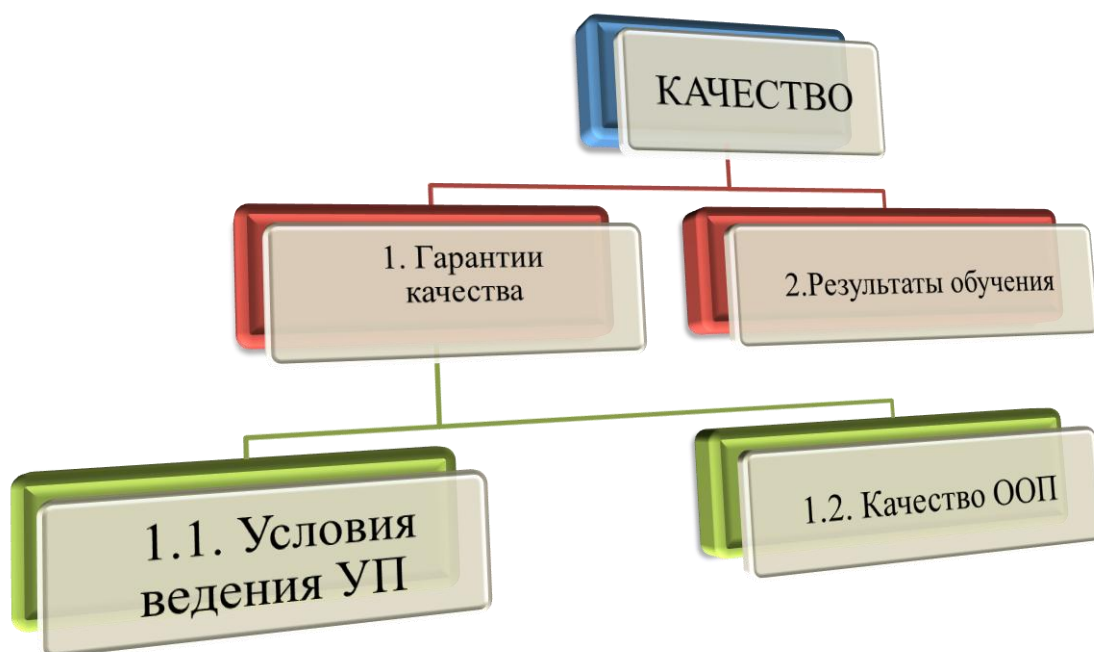 КАЧЕСТВО
1. Гарантии
качества
2.Результаты обучения
1.1. Условия
ведения УП
1.2. Качество ООП